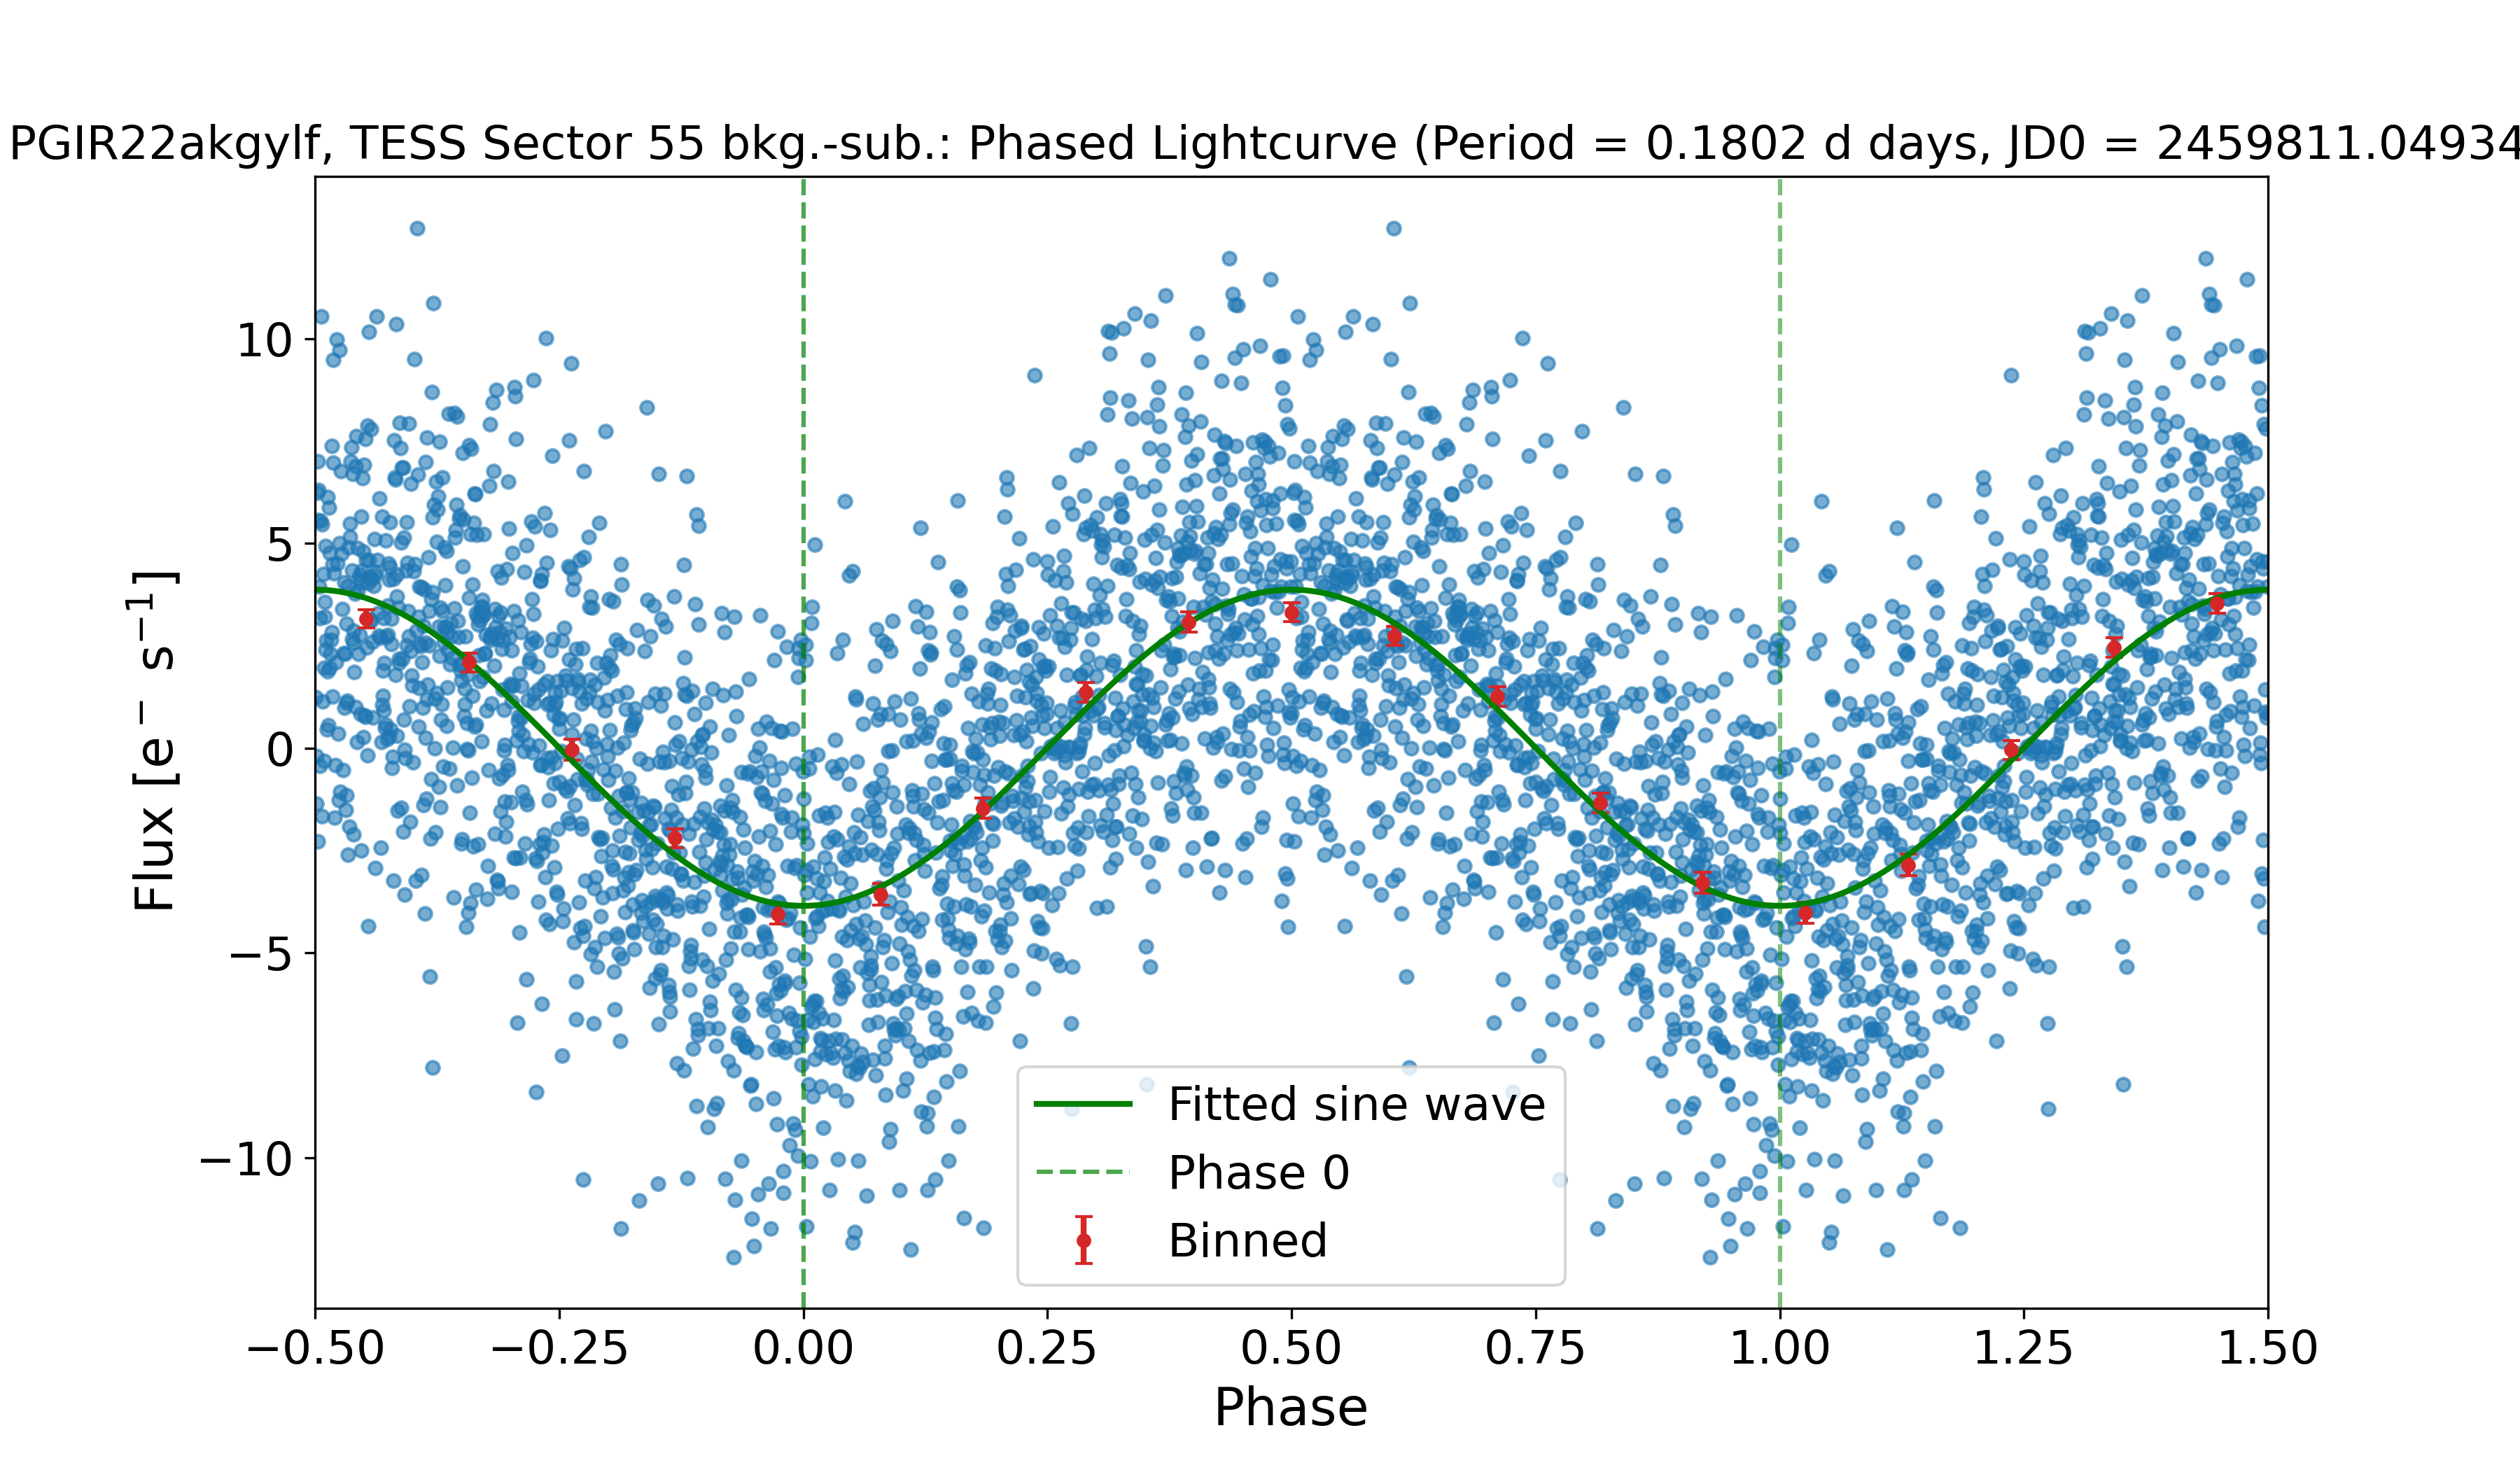 PGIR22akgylf, TESS Sector 55 bkg.-sub.: Phased Lightcurve (Period = 0.1802 d days, JD0 = 2459811.04934
Flux [e⁻ s⁻¹]
10
5
0
−5
−10
Fitted sine wave
Phase 0
Binned
−0.50 −0.25 0.00 0.25 0.50 0.75 1.00 1.25 1.50
Phase